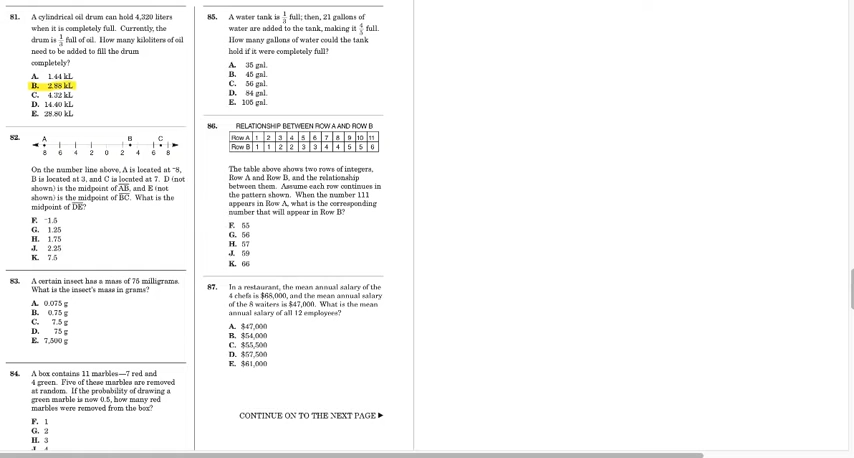 81. A cylindrical oil drum can hold 4,320 liters
when it is completely full. Currently, the
drum is 1/3 full of oil. How many kiloliters of oil
need to be added to fill the drum
completely?
A. 1.44 kL
B. 2.88 kL
C. 4.32 kL
D. 14.40 kL
E. 28.80 kL
82.
A B C
8 6 4 2 0 2 4 6 8
On the number line above, A is located at ⁻8,
B is located at 3, and C is located at 7. D (not
shown) is the midpoint of AB, and E (not
shown) is the midpoint of BC. What is the
midpoint of DE?
F. ⁻1.5
G. 1.25
H. 1.75
J. 2.25
K. 7.5
83. A certain insect has a mass of 75 milligrams.
What is the insect's mass in grams?
A. 0.075 g
B. 0.75 g
C. 7.5 g
D. 75 g
E. 7,500 g
84. A box contains 11 marbles—7 red and
4 green. Five of these marbles are removed
at random. If the probability of drawing a
green marble is now 0.5, how many red
marbles were removed from the box?
F. 1
G. 2
H. 3
85. A water tank is 1/3 full; then, 21 gallons of
water are added to the tank, making it 4/5 full.
How many gallons of water could the tank
hold if it were completely full?
A. 35 gal.
B. 45 gal.
C. 56 gal.
D. 84 gal.
E. 105 gal.
86. RELATIONSHIP BETWEEN ROW A AND ROW B
Row A 1 2 3 4 5 6 7 8 9 10 11
Row B 1 1 2 2 3 3 4 4 5 5 6
The table above shows two rows of integers,
Row A and Row B, and the relationship
between them. Assume each row continues in
the pattern shown. When the number 111
appears in Row A, what is the corresponding
number that will appear in Row B?
F. 55
G. 56
H. 57
J. 59
K. 66
87. In a restaurant, the mean annual salary of the
4 chefs is $68,000, and the mean annual salary
of the 8 waiters is $47,000. What is the mean
annual salary of all 12 employees?
A. $47,000
B. $54,000
C. $55,500
D. $57,500
E. $61,000
CONTINUE ON TO THE NEXT PAGE ▶